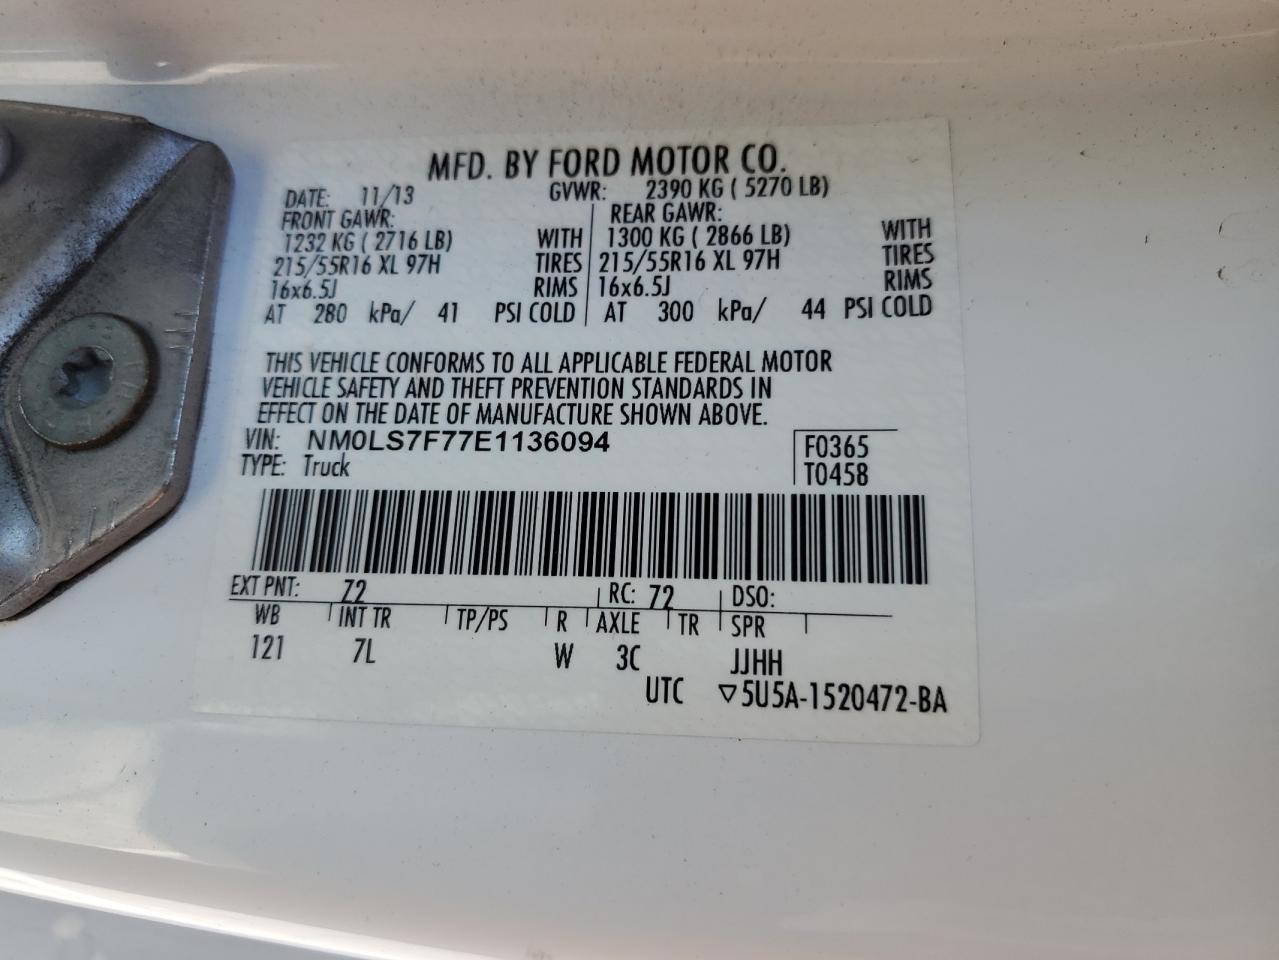 MFD. BY FORD MOTOR CO.
DATE: 11/13 GVWR: 2390 KG ( 5270 LB)
FRONT GAWR: REAR GAWR:
1232 KG ( 2716 LB) WITH 1300 KG ( 2866 LB) WITH
215/55R16 XL 97H TIRES 215/55R16 XL 97H TIRES
16x6.5J RIMS 16x6.5J RIMS
AT 280 kPa/ 41 PSI COLD AT 300 kPa/ 44 PSI COLD
THIS VEHICLE CONFORMS TO ALL APPLICABLE FEDERAL MOTOR
VEHICLE SAFETY AND THEFT PREVENTION STANDARDS IN
EFFECT ON THE DATE OF MANUFACTURE SHOWN ABOVE.
VIN: NM0LS7F77E1136094 F0365
TYPE: Truck T0458
EXT PNT: Z2 RC: 72 DSO:
WB INT TR TP/PS R AXLE TR SPR
121 7L W 3C JJHH
UTC ▽5U5A-1520472-BA